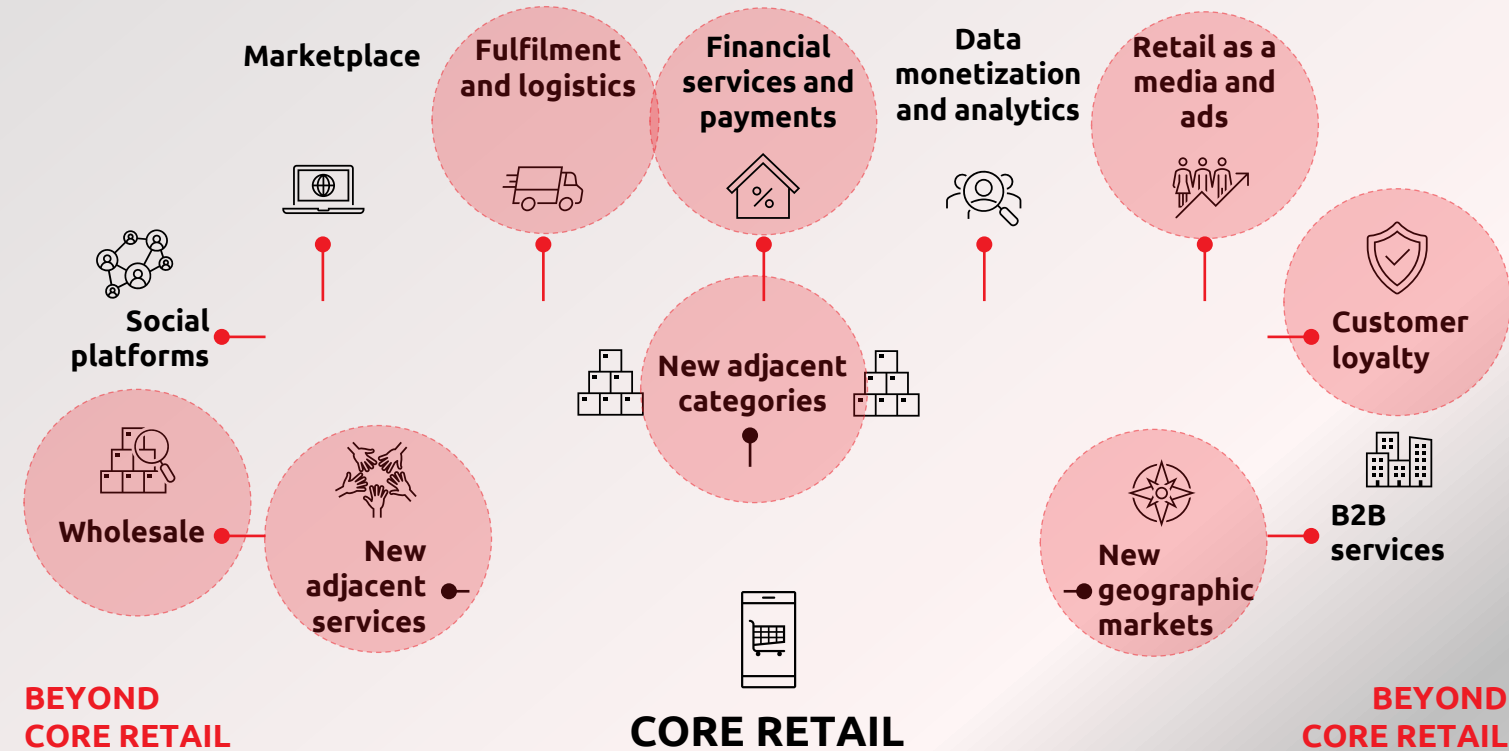 Marketplace
Fulfilment
and logistics
Financial
services and
payments
Data
monetization
and analytics
Retail as a
media and
ads
Social
platforms
New adjacent
categories
Customer
loyalty
Wholesale
New
adjacent
services
New
geographic
markets
B2B
services
BEYOND
CORE RETAIL
CORE RETAIL
BEYOND
CORE RETAIL